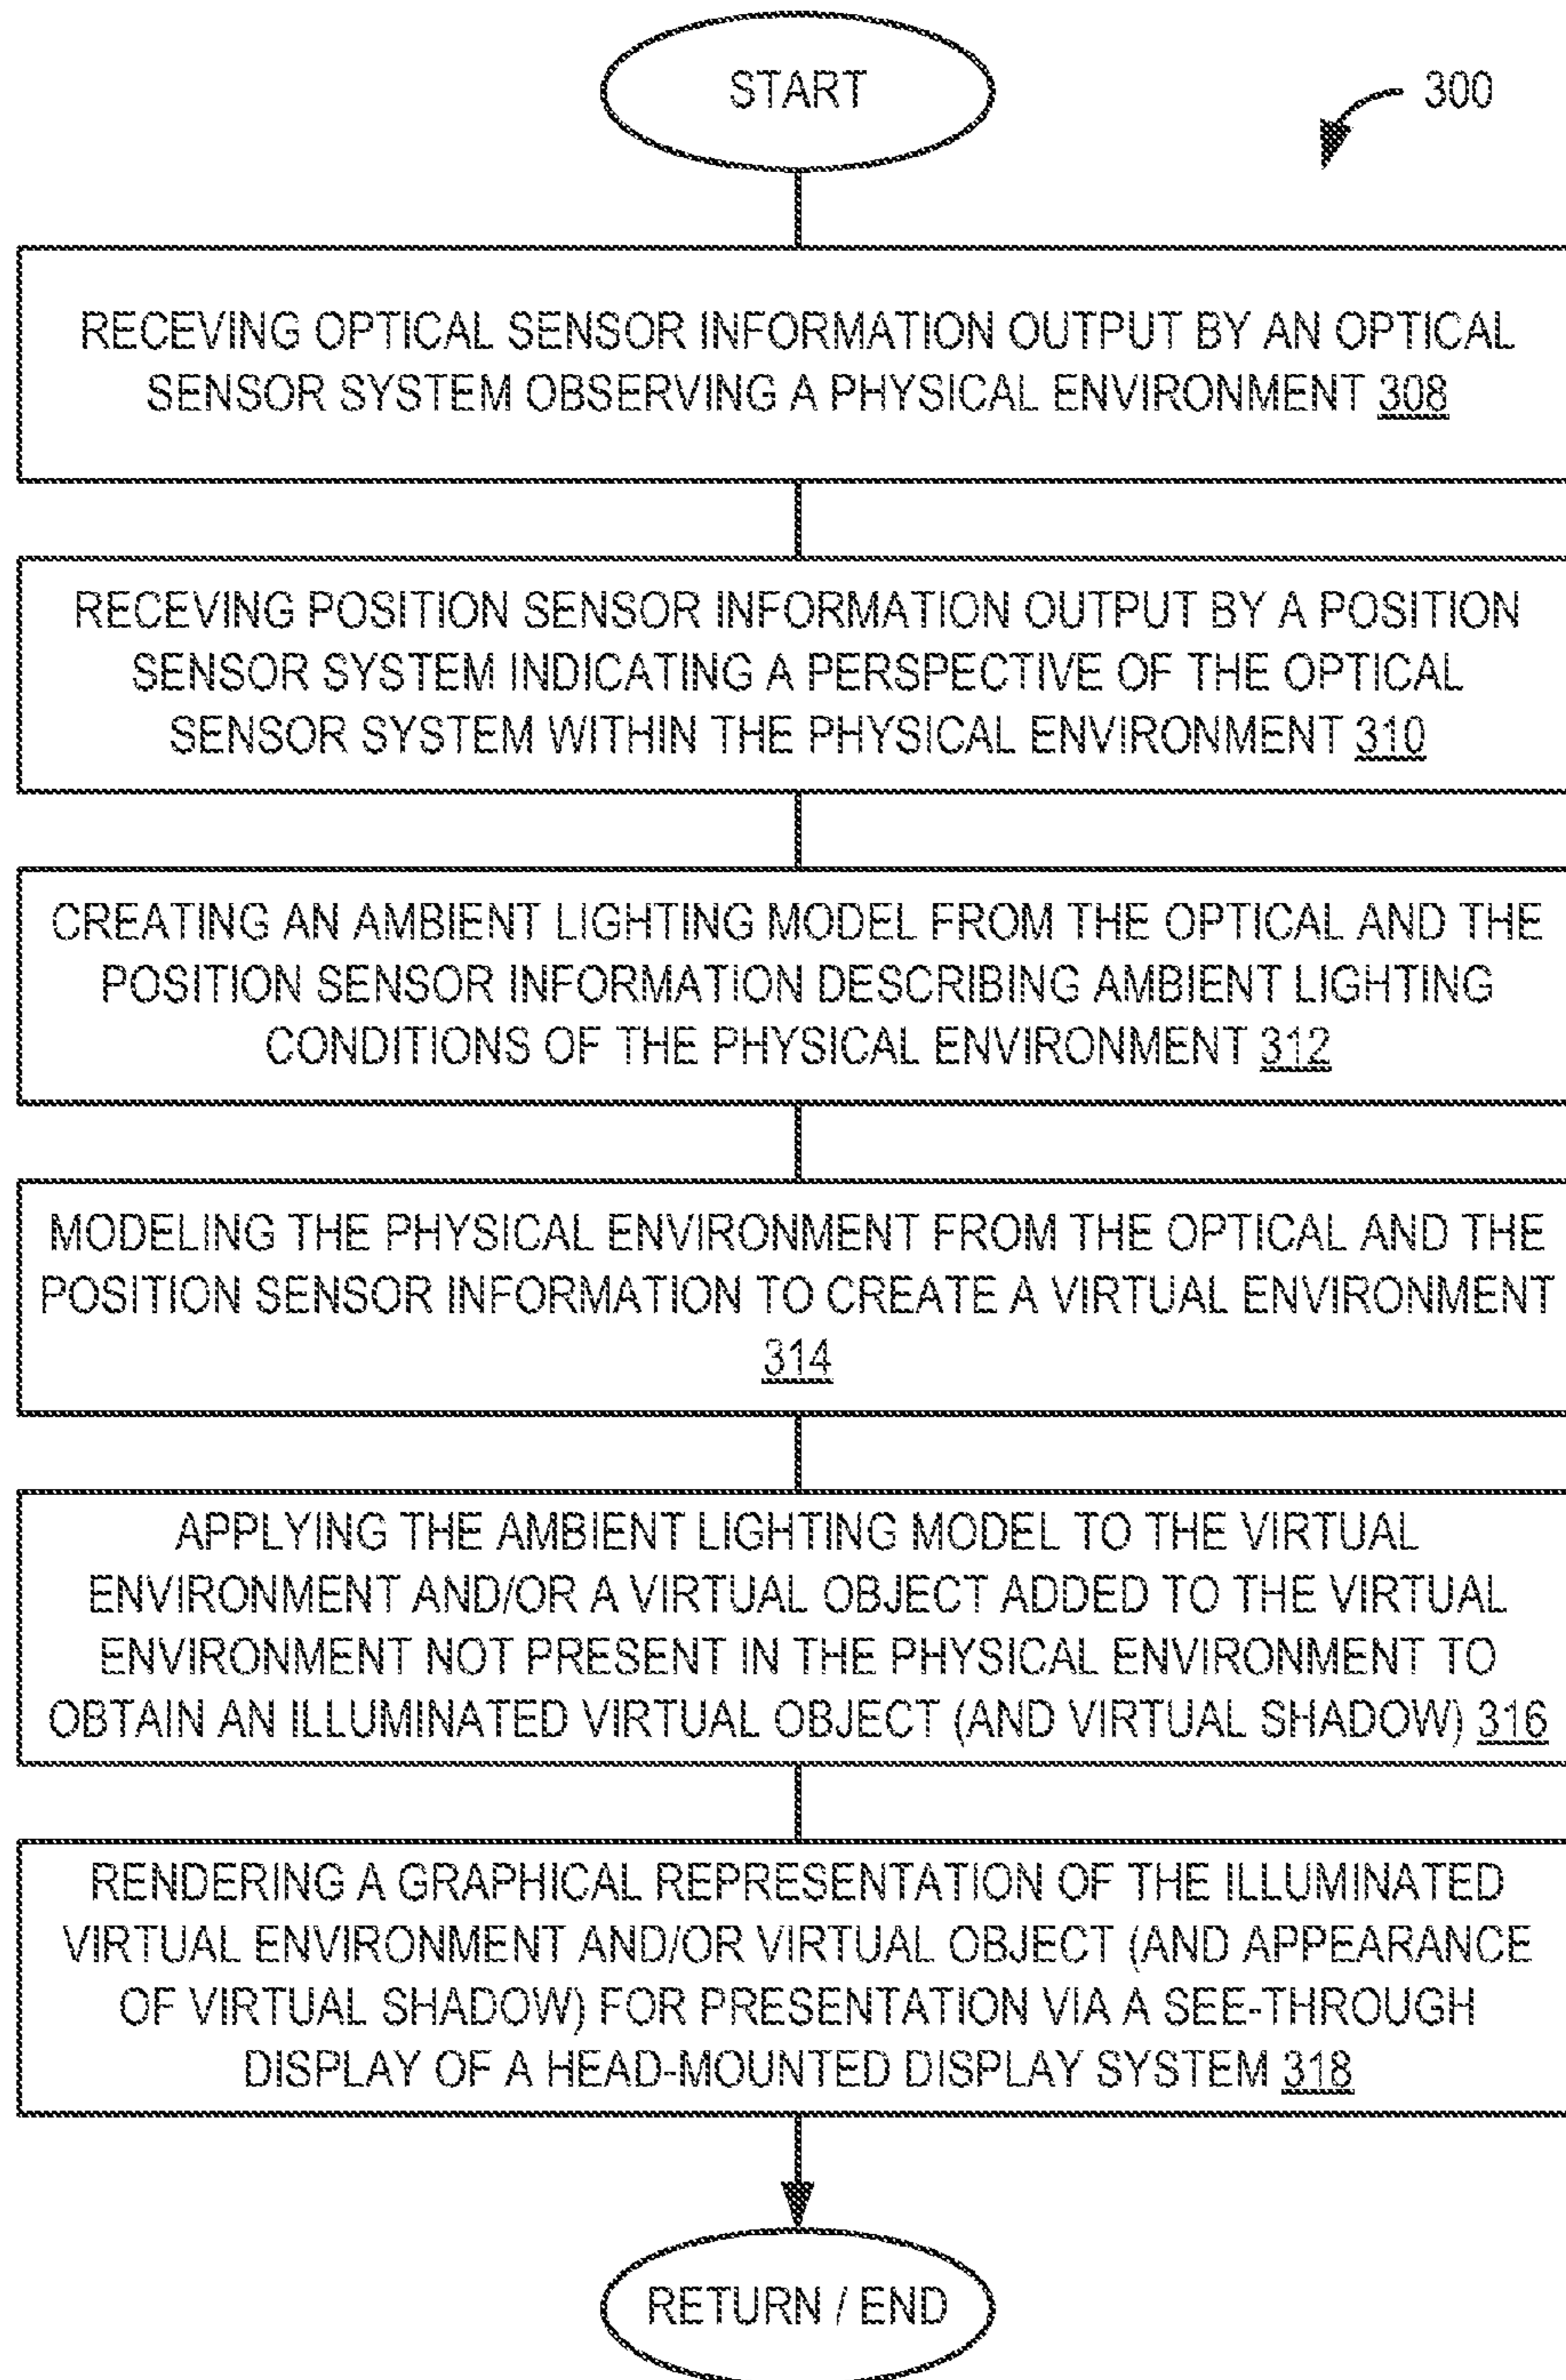 START
300
RECEVING OPTICAL SENSOR INFORMATION OUTPUT BY AN OPTICAL
SENSOR SYSTEM OBSERVING A PHYSICAL ENVIRONMENT 308
RECEVING POSITION SENSOR INFORMATION OUTPUT BY A POSITION
SENSOR SYSTEM INDICATING A PERSPECTIVE OF THE OPTICAL
SENSOR SYSTEM WITHIN THE PHYSICAL ENVIRONMENT 310
CREATING AN AMBIENT LIGHTING MODEL FROM THE OPTICAL AND THE
POSITION SENSOR INFORMATION DESCRIBING AMBIENT LIGHTING
CONDITIONS OF THE PHYSICAL ENVIRONMENT 312
MODELING THE PHYSICAL ENVIRONMENT FROM THE OPTICAL AND THE
POSITION SENSOR INFORMATION TO CREATE A VIRTUAL ENVIRONMENT
314
APPLYING THE AMBIENT LIGHTING MODEL TO THE VIRTUAL
ENVIRONMENT AND/OR A VIRTUAL OBJECT ADDED TO THE VIRTUAL
ENVIRONMENT NOT PRESENT IN THE PHYSICAL ENVIRONMENT TO
OBTAIN AN ILLUMINATED VIRTUAL OBJECT (AND VIRTUAL SHADOW) 316
RENDERING A GRAPHICAL REPRESENTATION OF THE ILLUMINATED
VIRTUAL ENVIRONMENT AND/OR VIRTUAL OBJECT (AND APPEARANCE
OF VIRTUAL SHADOW) FOR PRESENTATION VIA A SEE-THROUGH
DISPLAY OF A HEAD-MOUNTED DISPLAY SYSTEM 318
RETURN / END